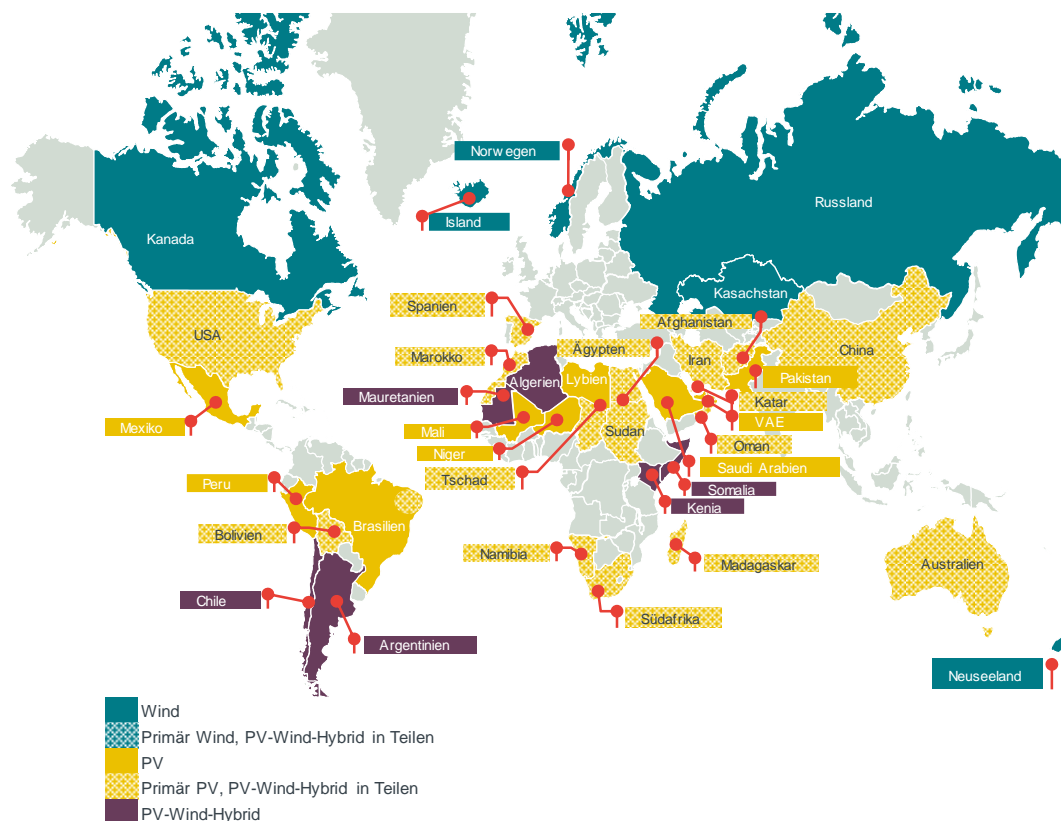 Norwegen
Russland
Island
Kanada
Kasachstan
Spanien
Afghanistan
USA
Ägypten
Iran
China
Marokko
Algerien
Lybien
Pakistan
Mauretanien
Katar
Mexiko
Mali
Sudan
VAE
Niger
Oman
Tschad
Saudi Arabien
Peru
Somalia
Brasilien
Kenia
Bolivien
Namibia
Madagaskar
Australien
Chile
Südafrika
Argentinien
Neuseeland
Wind
Primär Wind, PV-Wind-Hybrid in Teilen
PV
Primär PV, PV-Wind-Hybrid in Teilen
PV-Wind-Hybrid